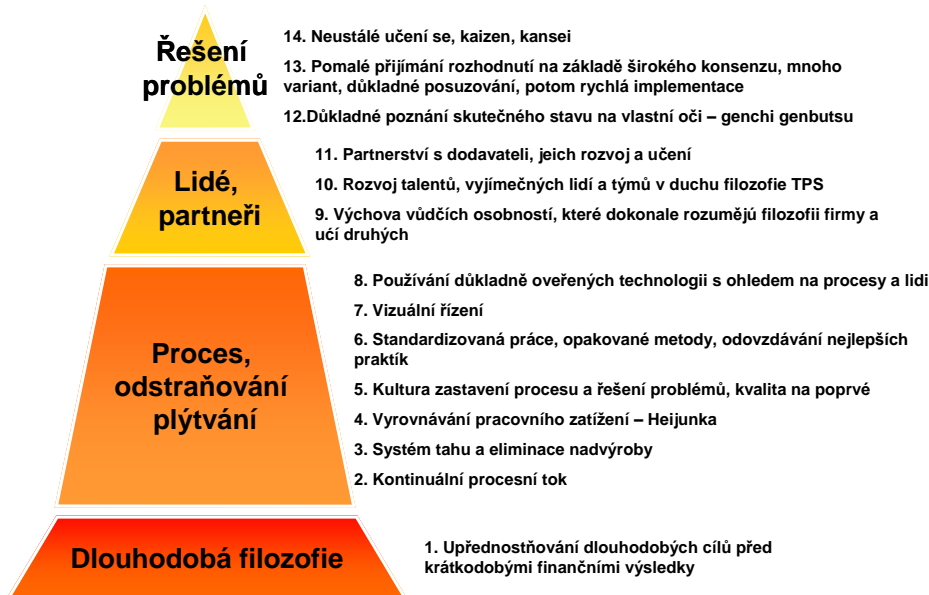 Řešení
problémů
14. Neustálé učení se, kaizen, kansei
13. Pomalé přijímání rozhodnutí na základě širokého konsenzu, mnoho
variant, důkladné posuzování, potom rychlá implementace
12.Důkladné poznání skutečného stavu na vlastní oči – genchi genbutsu
Lidé,
partneři
11. Partnerství s dodavateli, jeich rozvoj a učení
10. Rozvoj talentů, vyjímečných lidí a týmů v duchu filozofie TPS
9. Výchova vůdčích osobností, které dokonale rozumějú filozofii firmy a
učí druhých
Proces,
odstraňování
plýtvání
8. Používání důkladně oveřených technologii s ohledem na procesy a lidi
7. Vizuální řízení
6. Standardizovaná práce, opakované metody, odovzdávání nejlepších
praktík
5. Kultura zastavení procesu a řešení problémů, kvalita na poprvé
4. Vyrovnávání pracovního zatížení – Heijunka
3. Systém tahu a eliminace nadvýroby
2. Kontinuální procesní tok
Dlouhodobá filozofie
1. Upřednostňování dlouhodobých cílů před
krátkodobými finančními výsledky